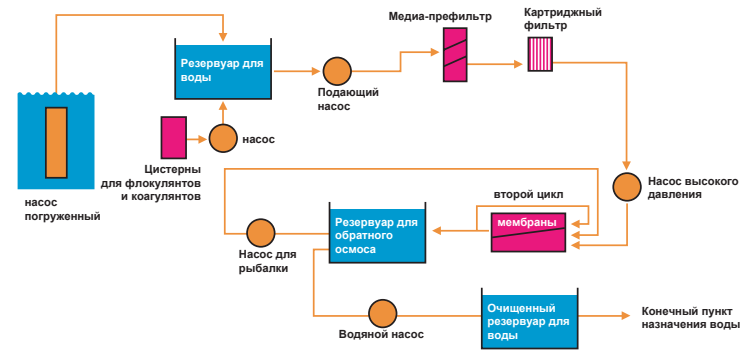 Медиа-префильтр
Картриджный
фильтр
Резервуар для
воды
Подающий
насос
насос
Цистерны
для флокулянтов
и коагулянтов
насос
погруженный
Насос высокого
давления
второй цикл
мембраны
Резервуар для
обратного
осмоса
Насос для
рыбалки
Водяной насос
Очищенный
резервуар для
воды
Конечный пункт
назначения воды